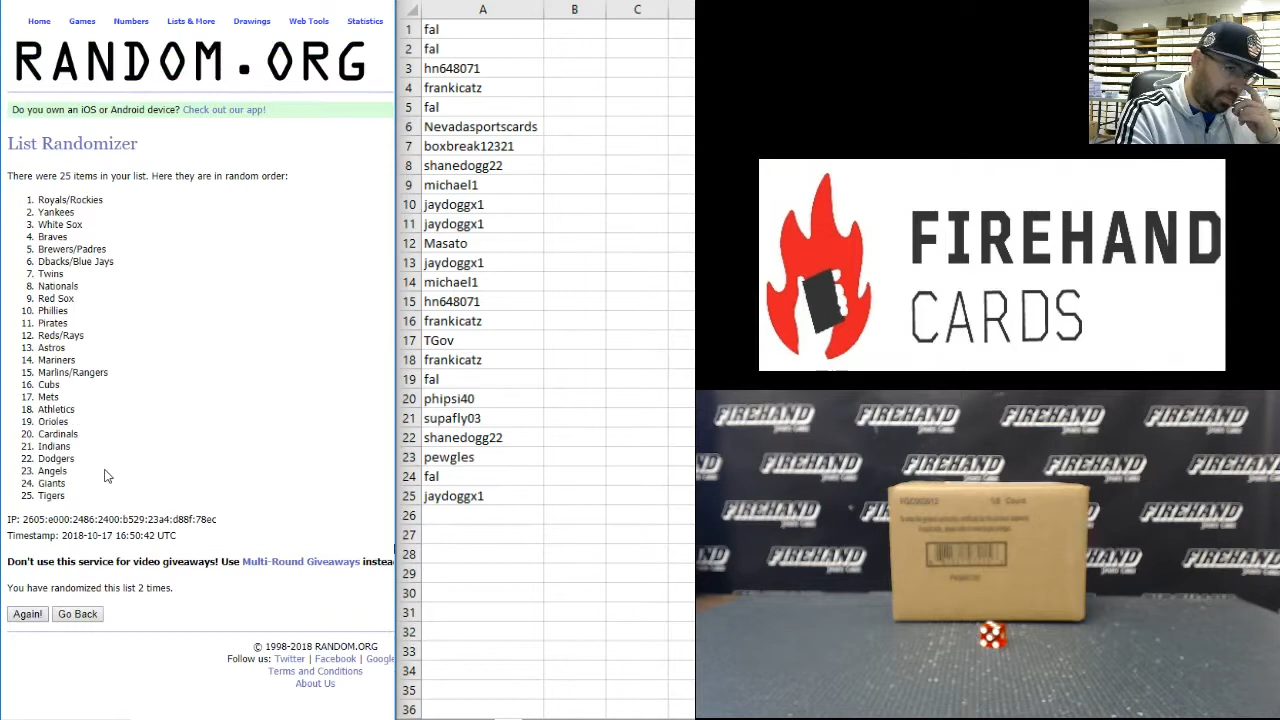 Home Games Numbers Lists & More Drawings Web Tools Statistics
RANDOM.ORG
Do you own an iOS or Android device? Check out our app!
List Randomizer
There were 25 items in your list. Here they are in random order:
1. Royals/Rockies
2. Yankees
3. White Sox
4. Braves
5. Brewers/Padres
6. Dbacks/Blue Jays
7. Twins
8. Nationals
9. Red Sox
10. Phillies
11. Pirates
12. Reds/Rays
13. Astros
14. Mariners
15. Marlins/Rangers
16. Cubs
17. Mets
18. Athletics
19. Orioles
20. Cardinals
21. Indians
22. Dodgers
23. Angels
24. Giants
25. Tigers
IP: 2605:e000:2486:2400:b529:23a4:d88f:78ec
Timestamp: 2018-10-17 16:50:42 UTC
Don't use this service for video giveaways! Use Multi-Round Giveaways instea
You have randomized this list 2 times.
Again! Go Back
© 1998-2018 RANDOM.ORG
Follow us: Twitter | Facebook | Google
Terms and Conditions
About Us
A B C
1 fal
2 fal
3 hn648071
4 frankicatz
5 fal
6 Nevadasportscards
7 boxbreak12321
8 shanedogg22
9 michael1
10 jaydoggx1
11 jaydoggx1
12 Masato
13 jaydoggx1
14 michael1
15 hn648071
16 frankicatz
17 TGov
18 frankicatz
19 fal
20 phipsi40
21 supafly03
22 shanedogg22
23 pewgles
24 fal
25 jaydoggx1
26
27
28
29
30
31
32
33
34
35
36
FIREHAND
CARDS
FIREHAND FIREHAND FIREHAND FIREHAND
FIREHAND FIREHAND FIREHAND
Count